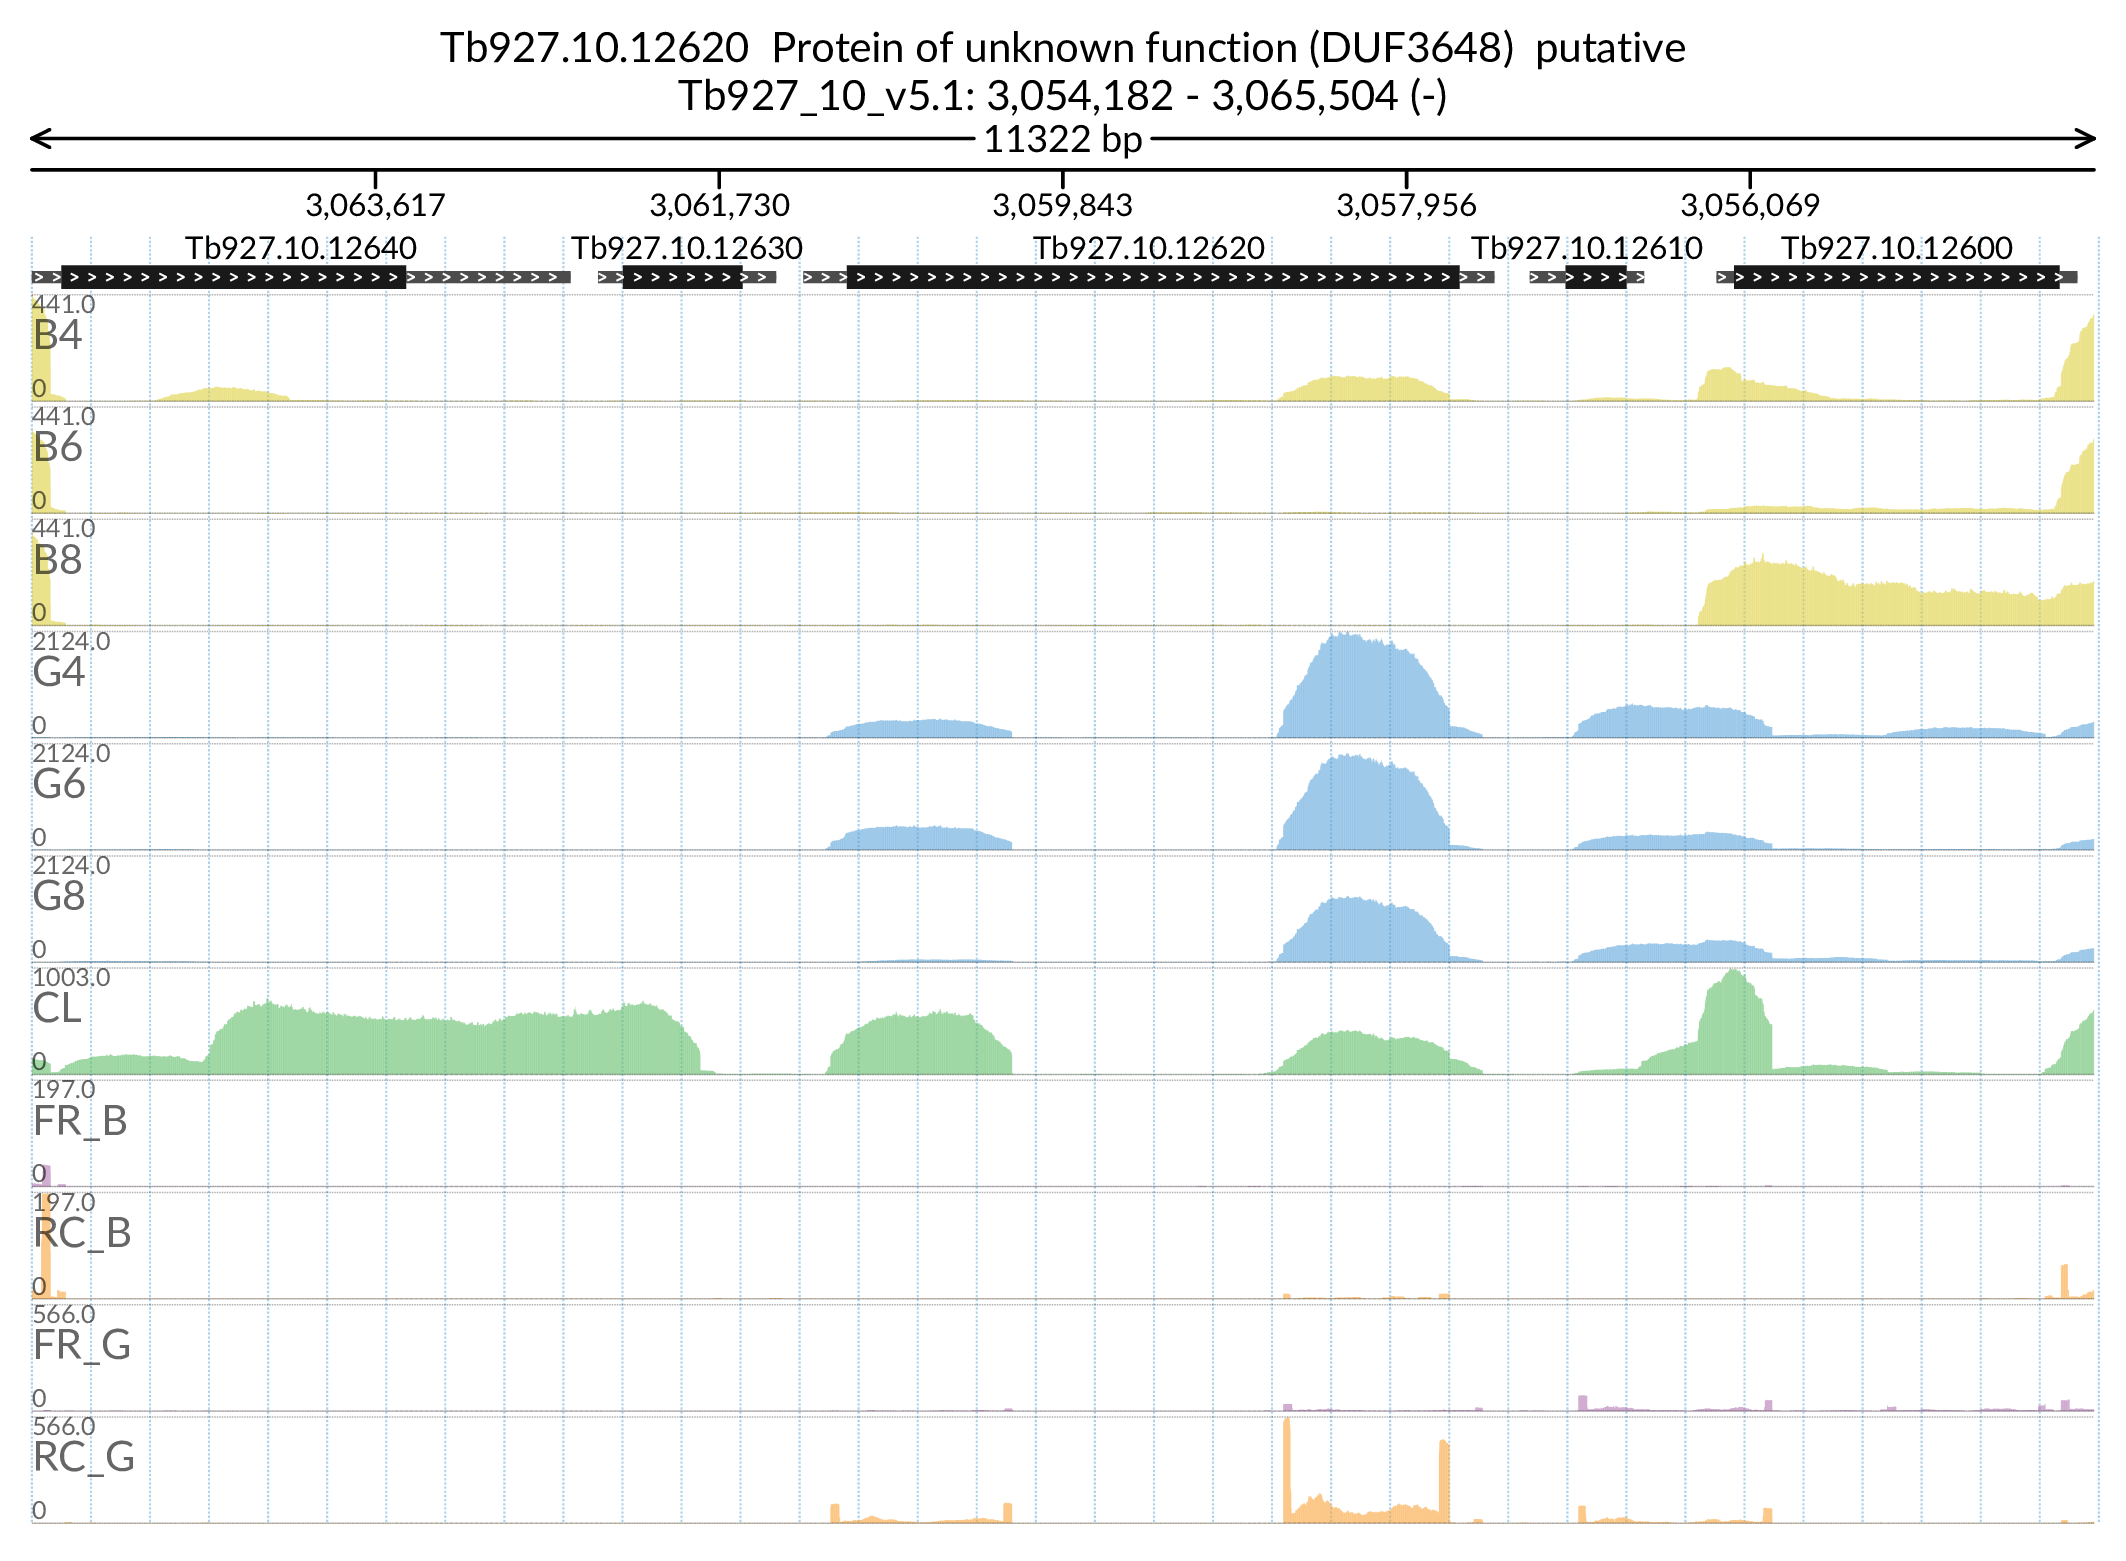 Tb927.10.12620  Protein of unknown function (DUF3648)  putative
Tb927_10_v5.1: 3,054,182 - 3,065,504 (-)
11322 bp
3,063,617 3,061,730 3,059,843 3,057,956 3,056,069
Tb927.10.12640 Tb927.10.12630 Tb927.10.12620 Tb927.10.12610 Tb927.10.12600
441.0
B4
0
441.0
B6
0
441.0
B8
0
2124.0
G4
0
2124.0
G6
0
2124.0
G8
0
1003.0
CL
0
197.0
FR_B
0
197.0
RC_B
0
566.0
FR_G
0
566.0
RC_G
0